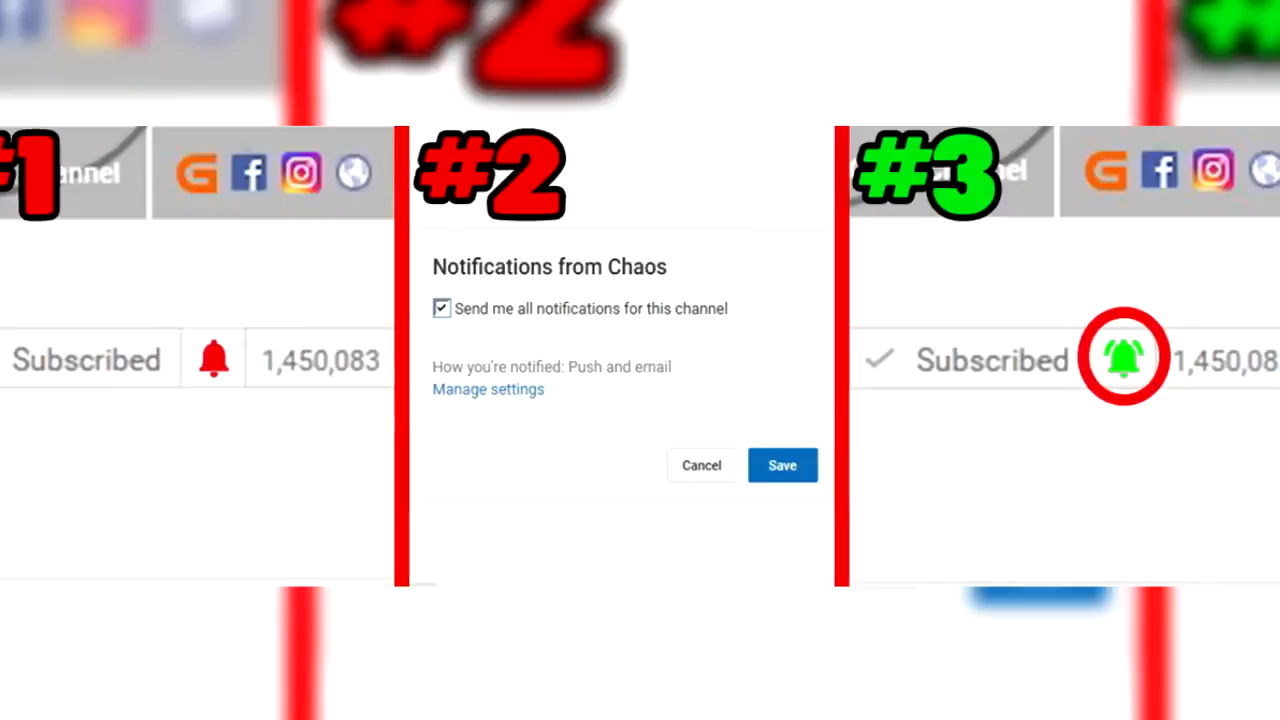 #2
#1
annel
Subscribed
1,450,083
#2
Notifications from Chaos
Send me all notifications for this channel
How you're notified: Push and email
Manage settings
Cancel
Save
#3
Subscribed
1,450,08